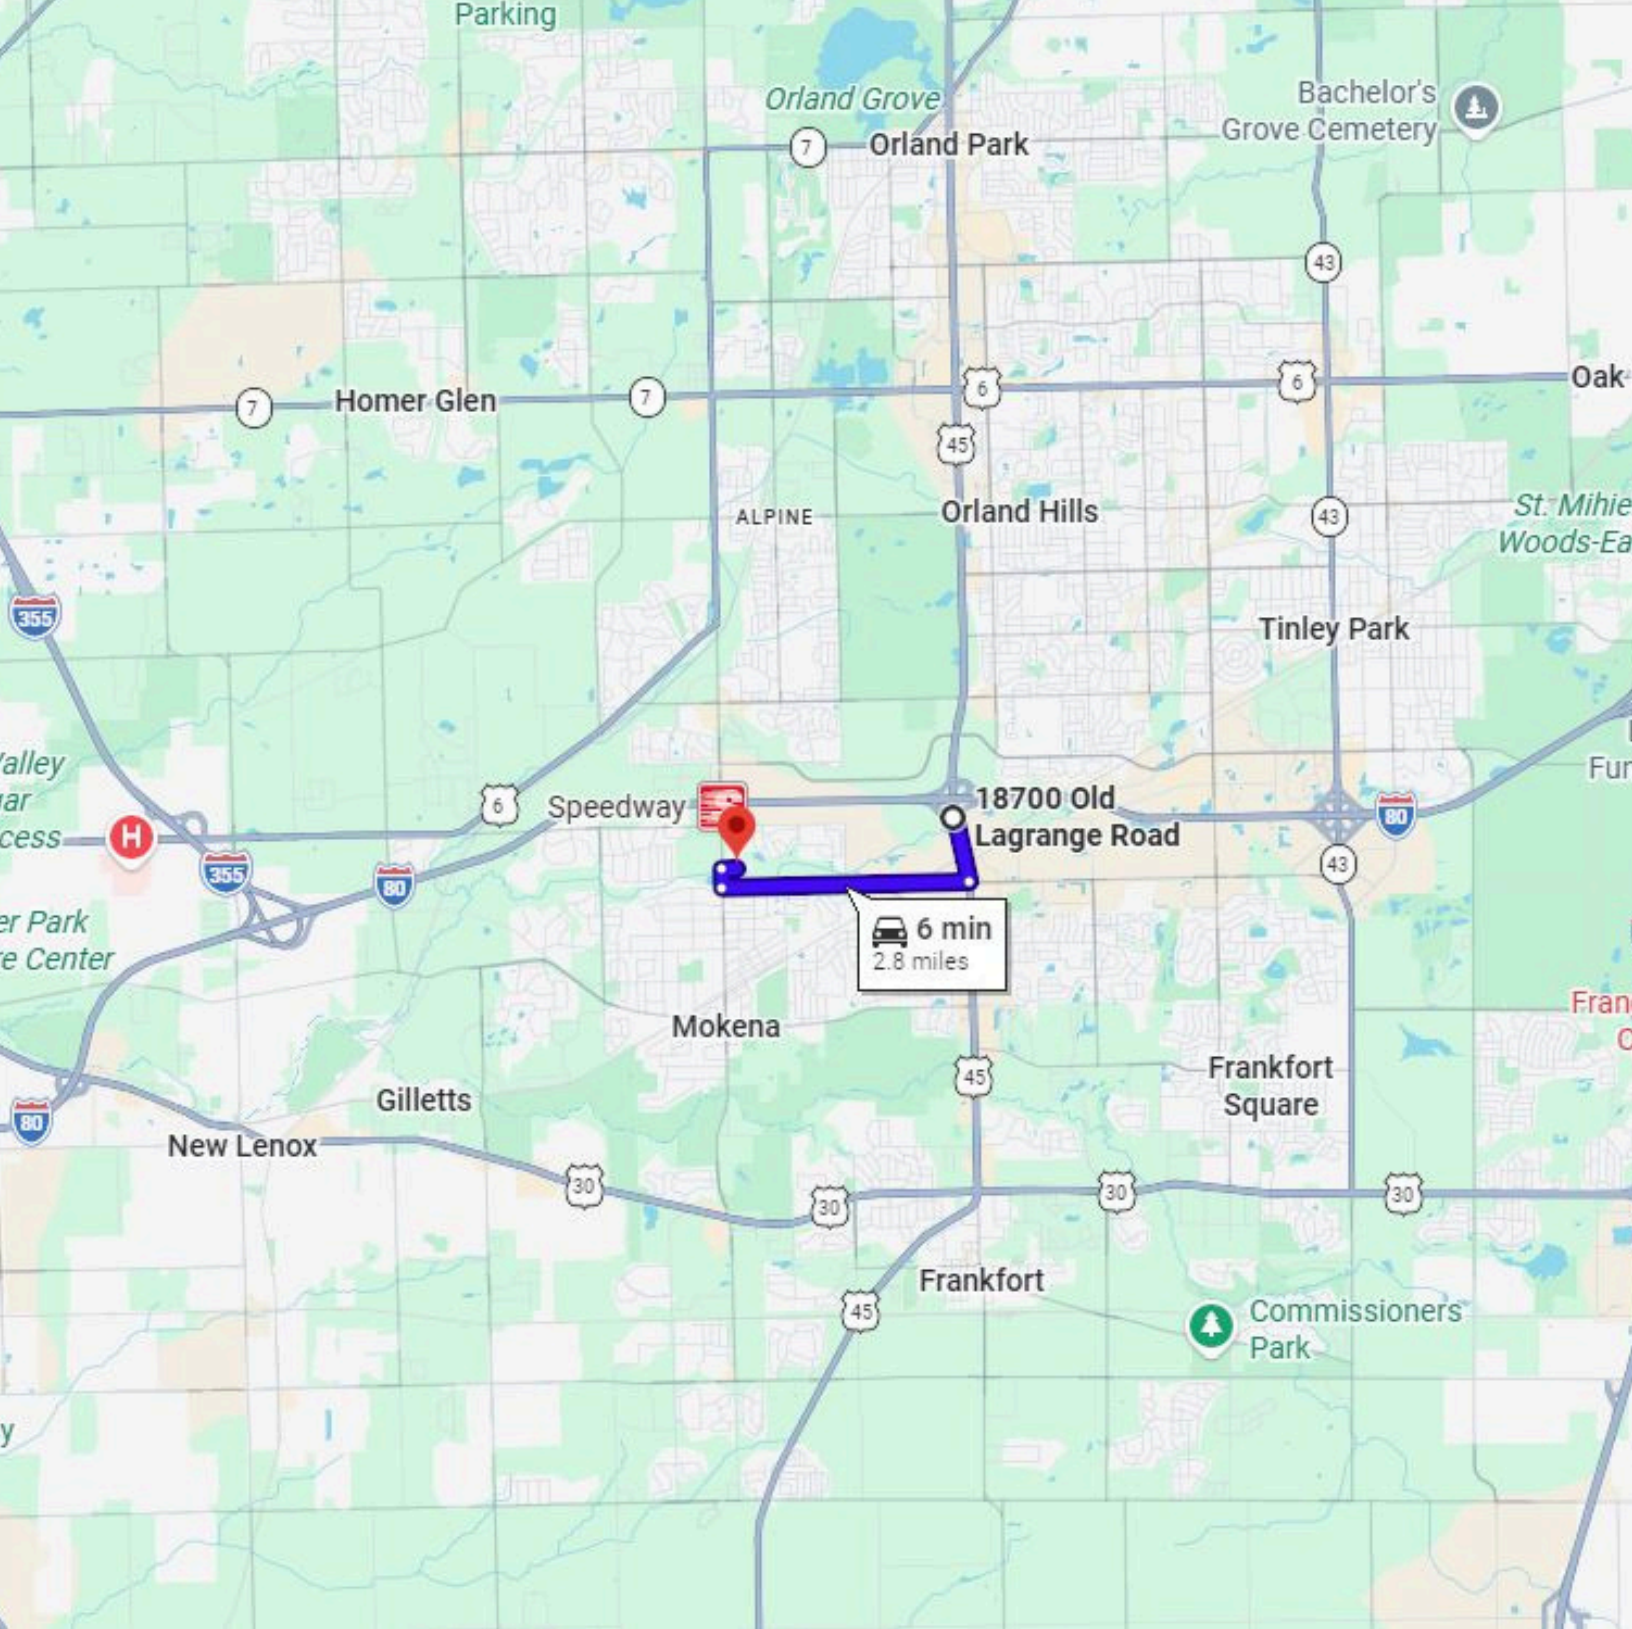 Parking
Orland Grove
Bachelor's
Grove Cemetery
7
Orland Park
43
6
6
Oak
7
Homer Glen
7
45
ALPINE
Orland Hills
43
St. Mihie
Woods-Ea
355
Tinley Park
alley
ar
cess
H
6
Speedway
18700 Old
Lagrange Road
Fur
80
43
355
80
er Park
e Center
6 min
2.8 miles
Fran
C
Mokena
45
Frankfort
Square
Gilletts
80
New Lenox
30
30
30
30
Frankfort
45
Commissioners
Park
y